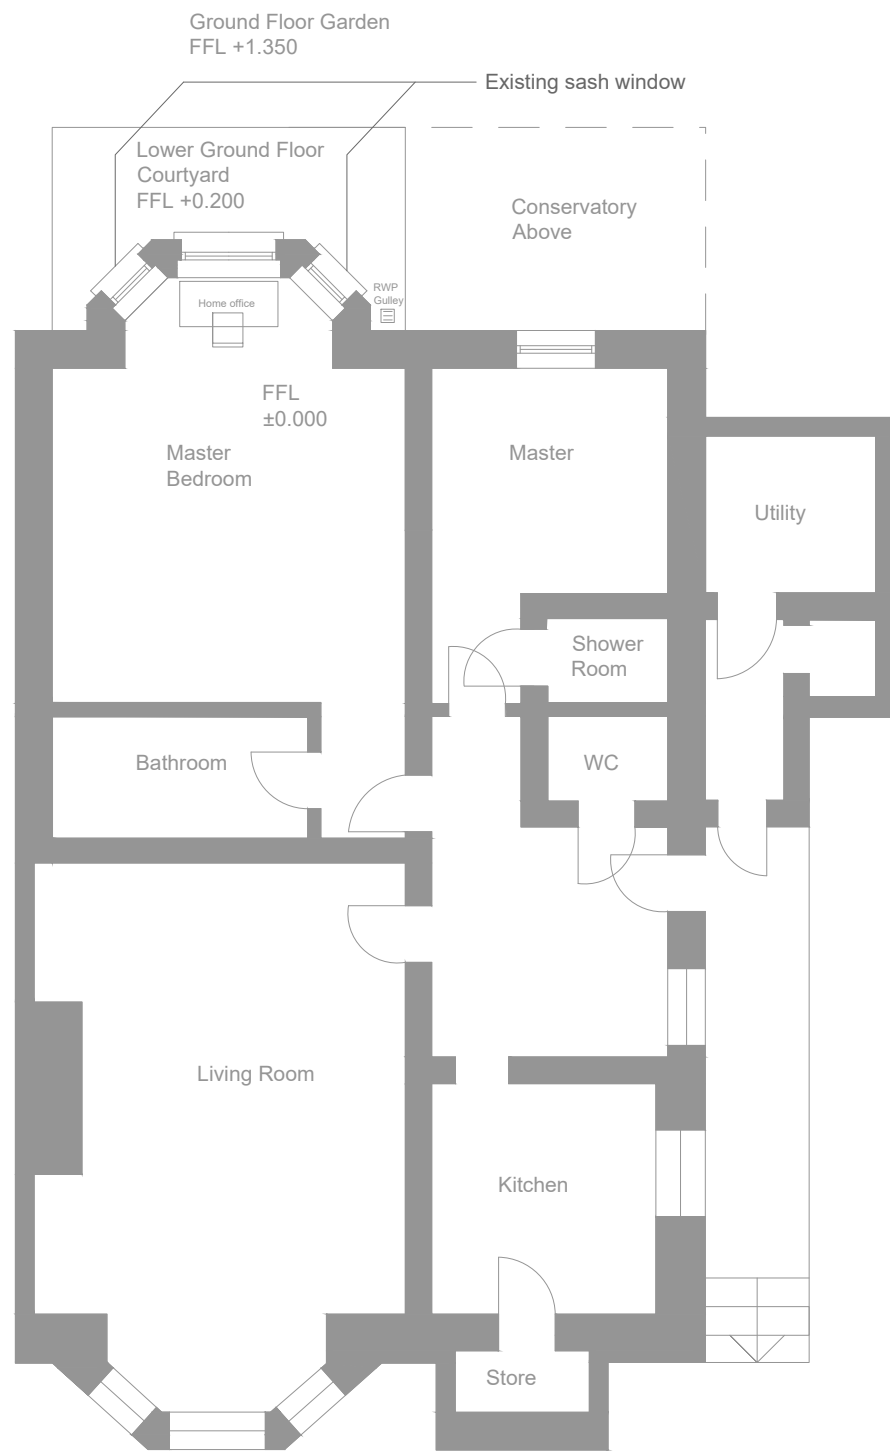 Ground Floor Garden
FFL +1.350
Existing sash window
Lower Ground Floor
Courtyard
FFL +0.200
Conservatory
Above
RWP
Gulley
Home office
FFL
±0.000
Master
Bedroom
Master
Utility
Shower
Room
Bathroom
WC
Living Room
Kitchen
Store